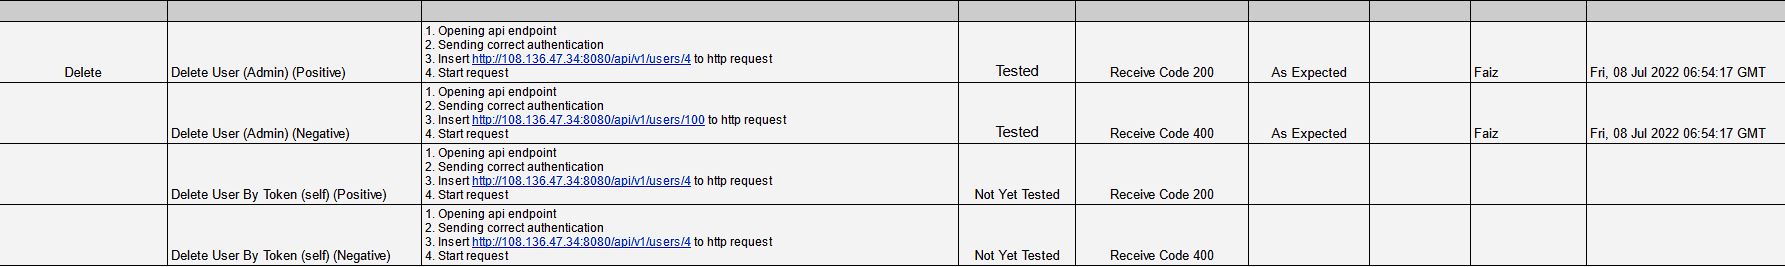 1. Opening api endpoint
2. Sending correct authentication
3. Insert http://108.136.47.34:8080/api/v1/users/4 to http request
4. Start request
Delete
Delete User (Admin) (Positive)
Tested
Receive Code 200
As Expected
Faiz
Fri, 08 Jul 2022 06:54:17 GMT
1. Opening api endpoint
2. Sending correct authentication
3. Insert http://108.136.47.34:8080/api/v1/users/100 to http request
4. Start request
Delete User (Admin) (Negative)
Tested
Receive Code 400
As Expected
Faiz
Fri, 08 Jul 2022 06:54:17 GMT
1. Opening api endpoint
2. Sending correct authentication
3. Insert http://108.136.47.34:8080/api/v1/users/4 to http request
4. Start request
Delete User By Token (self) (Positive)
Not Yet Tested
Receive Code 200
1. Opening api endpoint
2. Sending correct authentication
3. Insert http://108.136.47.34:8080/api/v1/users/4 to http request
4. Start request
Delete User By Token (self) (Negative)
Not Yet Tested
Receive Code 400